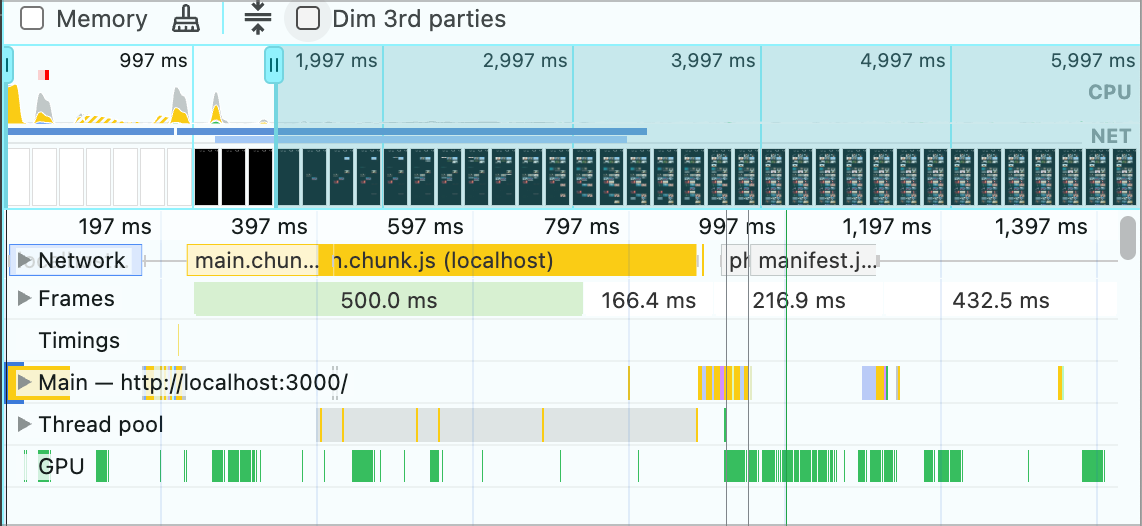 Memory Dim 3rd parties
997 ms 1,997 ms 2,997 ms 3,997 ms 4,997 ms 5,997 ms
CPU
NET
197 ms 397 ms 597 ms 797 ms 997 ms 1,197 ms 1,397 ms
Network main.chun... n.chunk.js (localhost) ph manifest.j...
Frames 500.0 ms 166.4 ms 216.9 ms 432.5 ms
Timings
Main — http://localhost:3000/
Thread pool
GPU